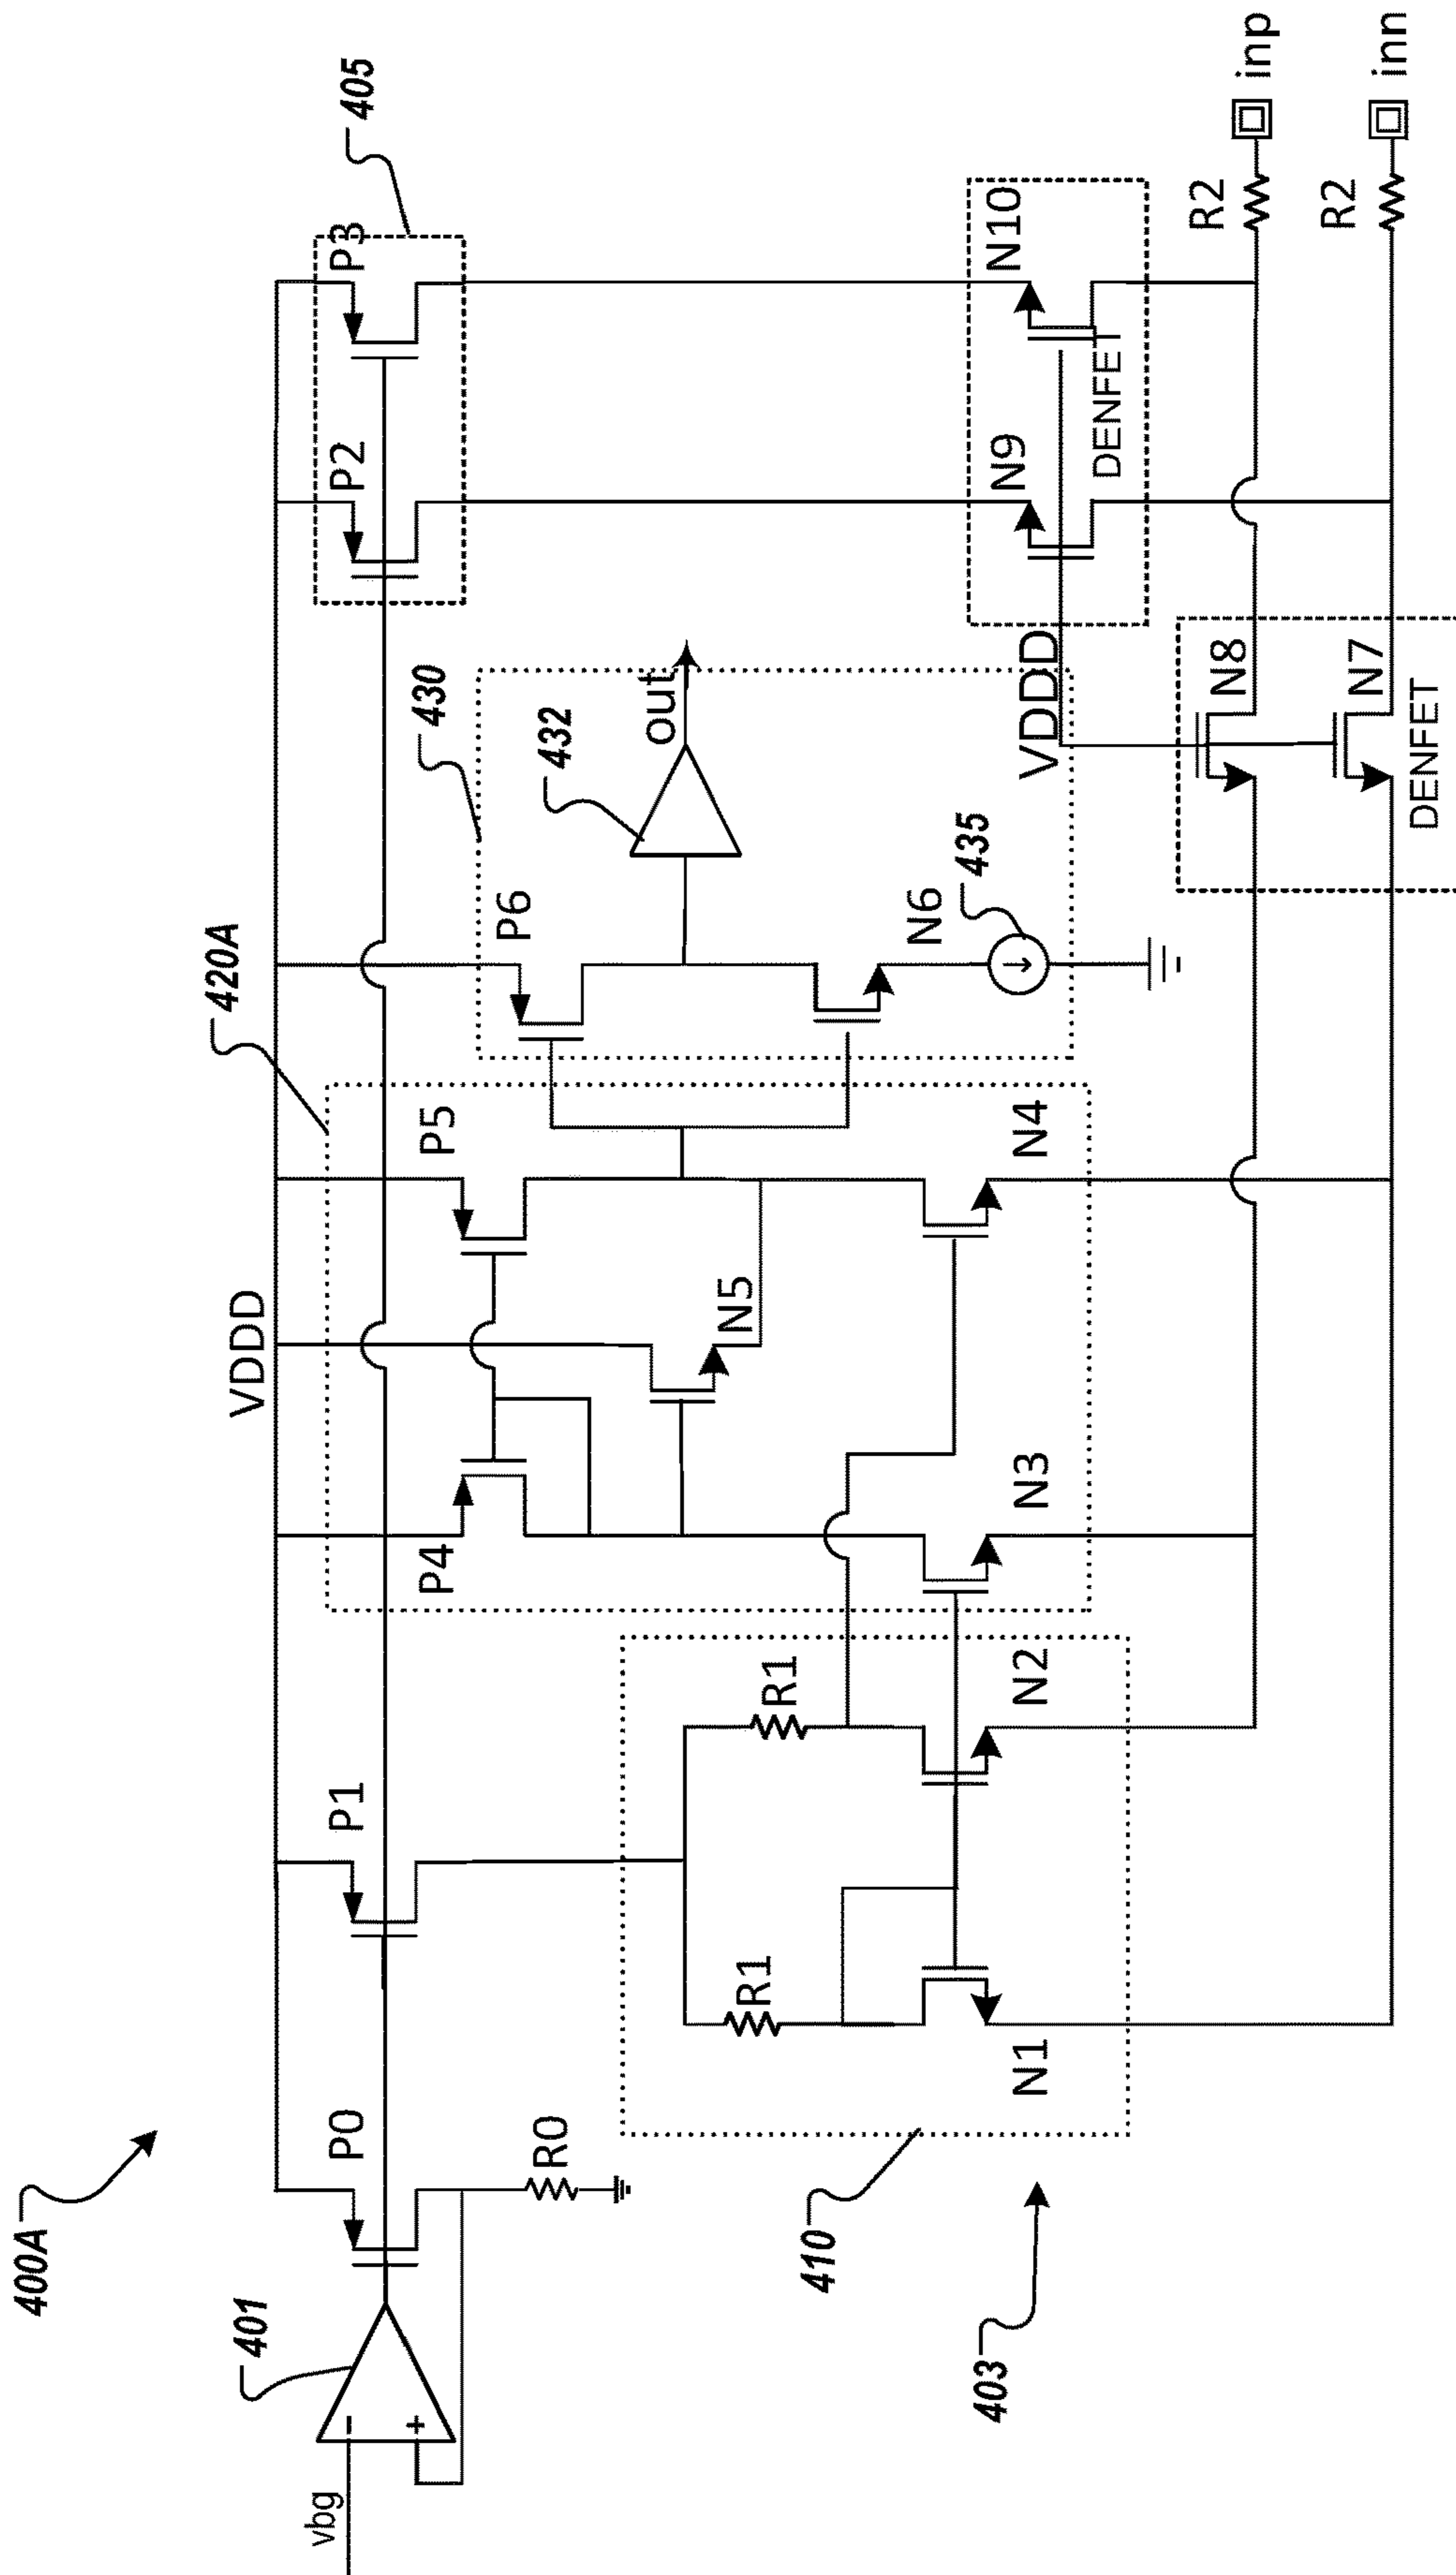 400A
401
vbg
P0
R0
VDDD
P1
420A
P2
P3
405
P4
P5
N5
430
P6
432
out
R1
R1
N1
N2
N3
N4
N6
435
VDDD
N9
N10
DENFET
410
403
N8
N7
DENFET
R2
inp
R2
inn